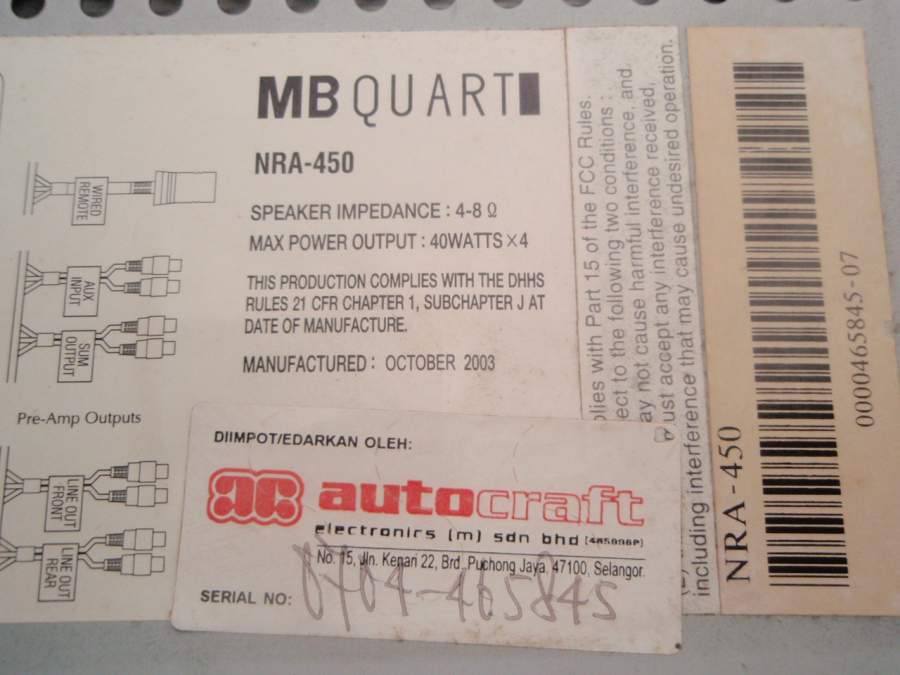 MB QUART
NRA-450
SPEAKER IMPEDANCE : 4-8 Ω
MAX POWER OUTPUT : 40WATTS×4
THIS PRODUCTION COMPLIES WITH THE DHHS
RULES 21 CFR CHAPTER 1, SUBCHAPTER J AT
DATE OF MANUFACTURE.
MANUFACTURED : OCTOBER 2003
WIRED
REMOTE
AUX
INPUT
SUM
OUTPUT
Pre-Amp Outputs
LINE OUT
FRONT
LINE OUT
REAR
DIIMPOT/EDARKAN OLEH:
autocraft
electronics (m) sdn bhd
No. 15, Jln. Kenari 22, Brd. Puchong Jaya, 47100, Selangor.
SERIAL NO: 0704-465845
with Part 15 of the FCC Rules.
to the following two conditions :
not cause harmful interference, and
accept any interference received,
including interference that may cause undesired operation.
NRA-450
0000465845-07